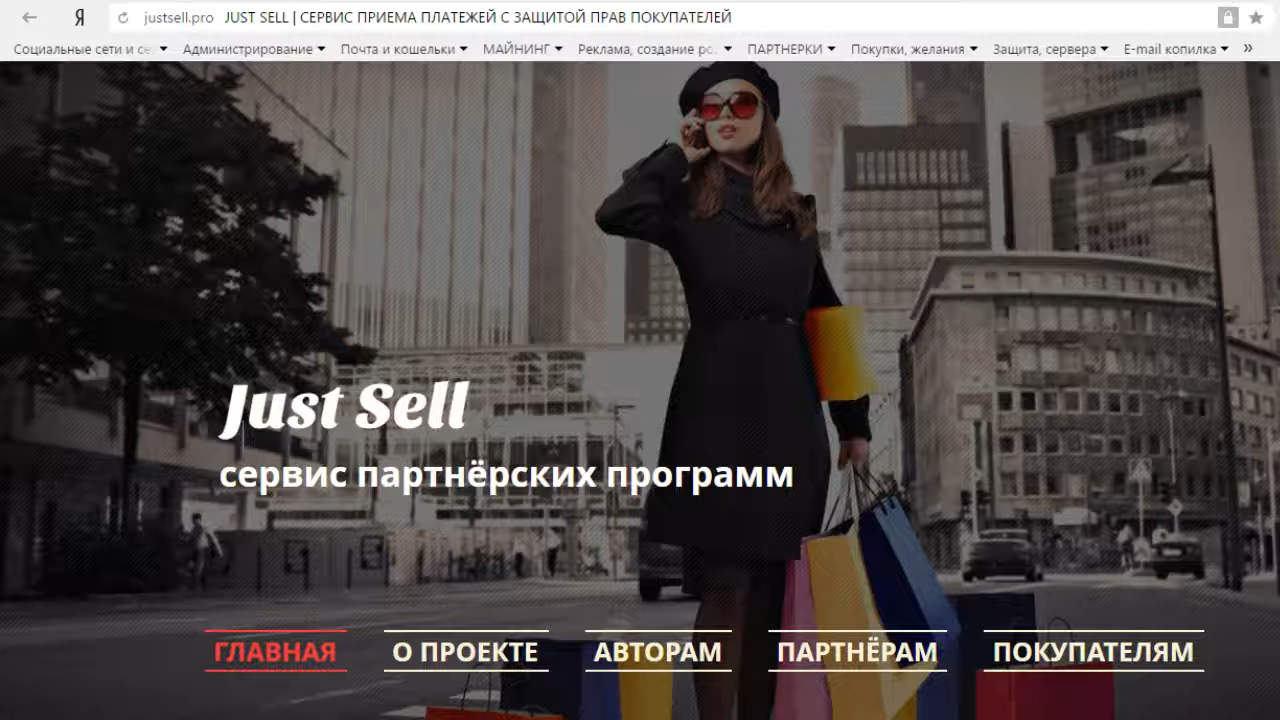 Я justsell.pro JUST SELL | СЕРВИС ПРИЕМА ПЛАТЕЖЕЙ С ЗАЩИТОЙ ПРАВ ПОКУПАТЕЛЕЙ
Социальные сети и се Администрирование Почта и кошельки МАЙНИНГ Реклама, создание ро ПАРТНЕРКИ Покупки, желания Защита, сервера E-mail копилка »
Just Sell
сервис партнёрских программ
ГЛАВНАЯ О ПРОЕКТЕ АВТОРАМ ПАРТНЁРАМ ПОКУПАТЕЛЯМ